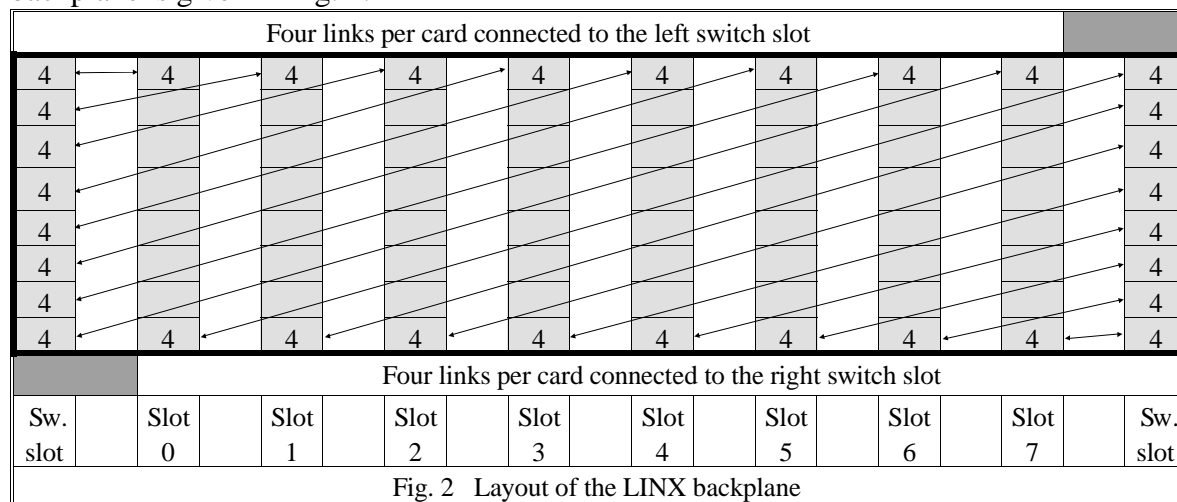 Four links per card connected to the left switch slot
4 4 4 4 4 4 4 4 4 4
4 4
4 4
4 4
4 4
4 4
4 4
4 4 4 4 4 4 4 4 4 4
Four links per card connected to the right switch slot
Sw. Slot Slot Slot Slot Slot Slot Slot Slot Sw.
slot 0 1 2 3 4 5 6 7 slot
Fig. 2 Layout of the LINX backplane